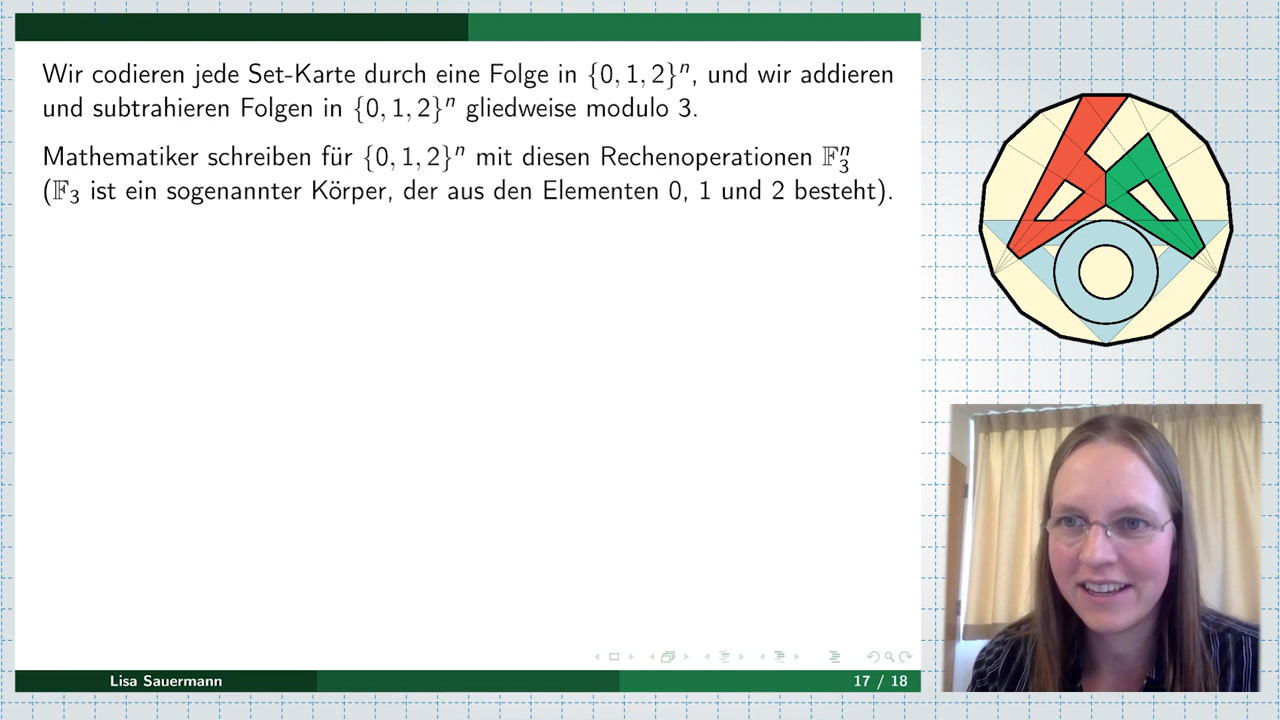 Wir codieren jede Set-Karte durch eine Folge in {0, 1, 2}ⁿ, und wir addieren
und subtrahieren Folgen in {0, 1, 2}ⁿ gliedweise modulo 3.
Mathematiker schreiben für {0, 1, 2}ⁿ mit diesen Rechenoperationen 𝔽₃ⁿ
(𝔽₃ ist ein sogenannter Körper, der aus den Elementen 0, 1 und 2 besteht).
Lisa Sauermann 17 / 18